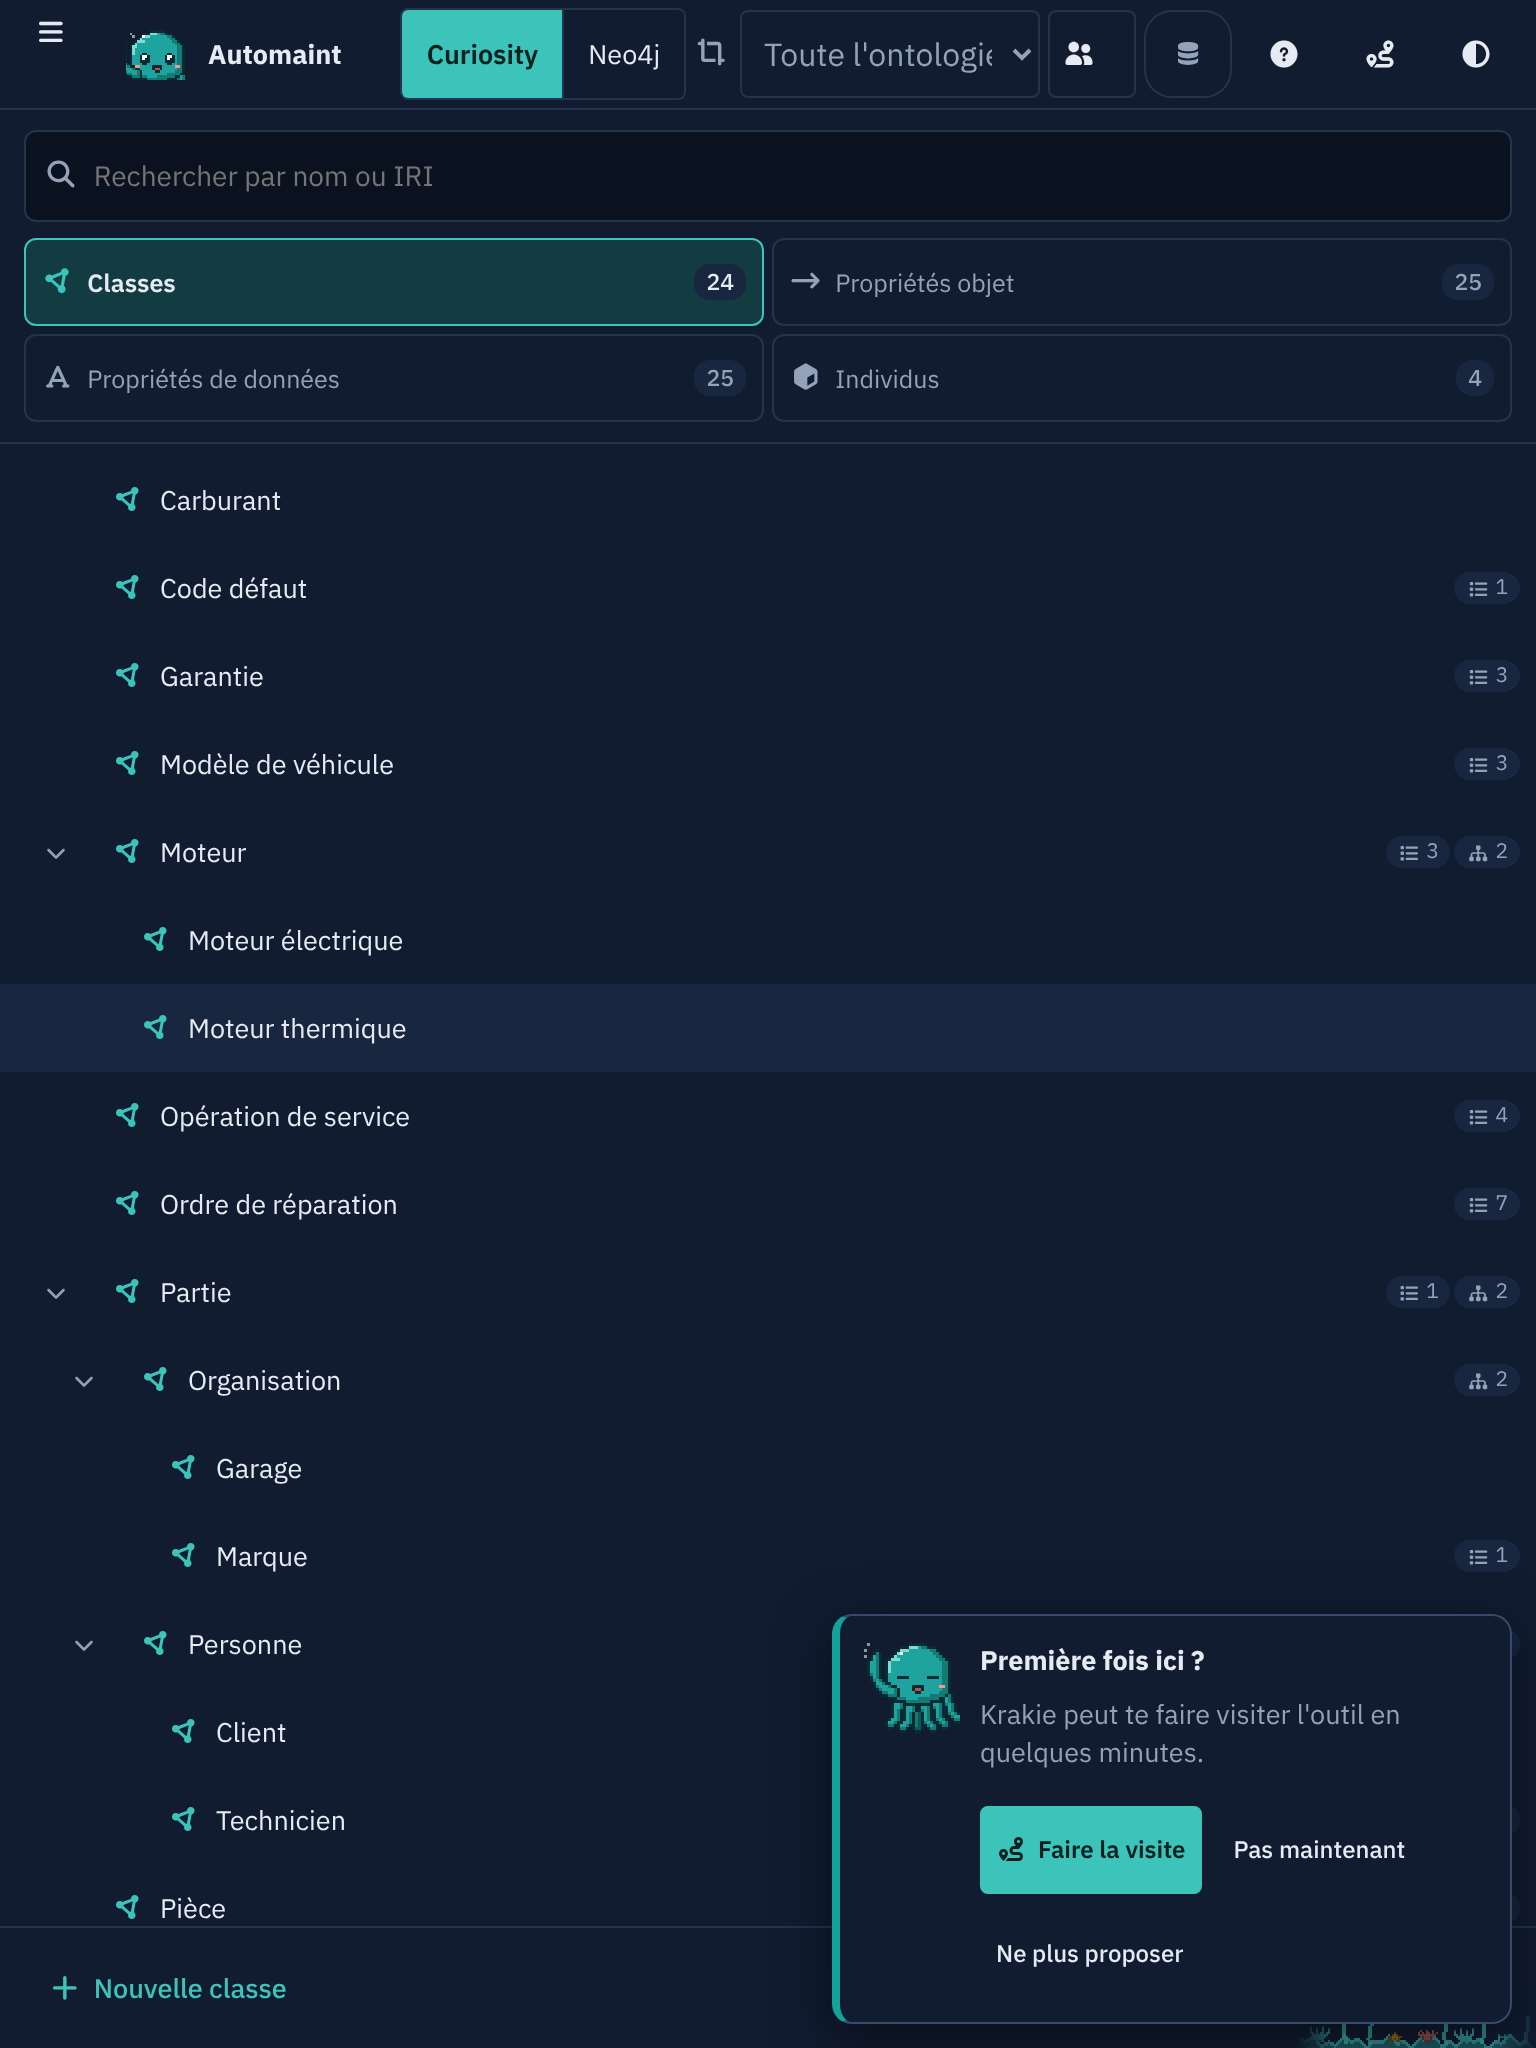 Automaint
Curiosity
Neo4j
Toute l'ontologie
Rechercher par nom ou IRI
Classes 24
Propriétés objet 25
Propriétés de données 25
Individus 4
Carburant
Code défaut 1
Garantie 3
Modèle de véhicule 3
Moteur 3 2
Moteur électrique
Moteur thermique
Opération de service 4
Ordre de réparation 7
Partie 1 2
Organisation 2
Garage
Marque 1
Personne
Client
Technicien
Pièce
Nouvelle classe
Première fois ici ?
Krakie peut te faire visiter l'outil en
quelques minutes.
Faire la visite
Pas maintenant
Ne plus proposer